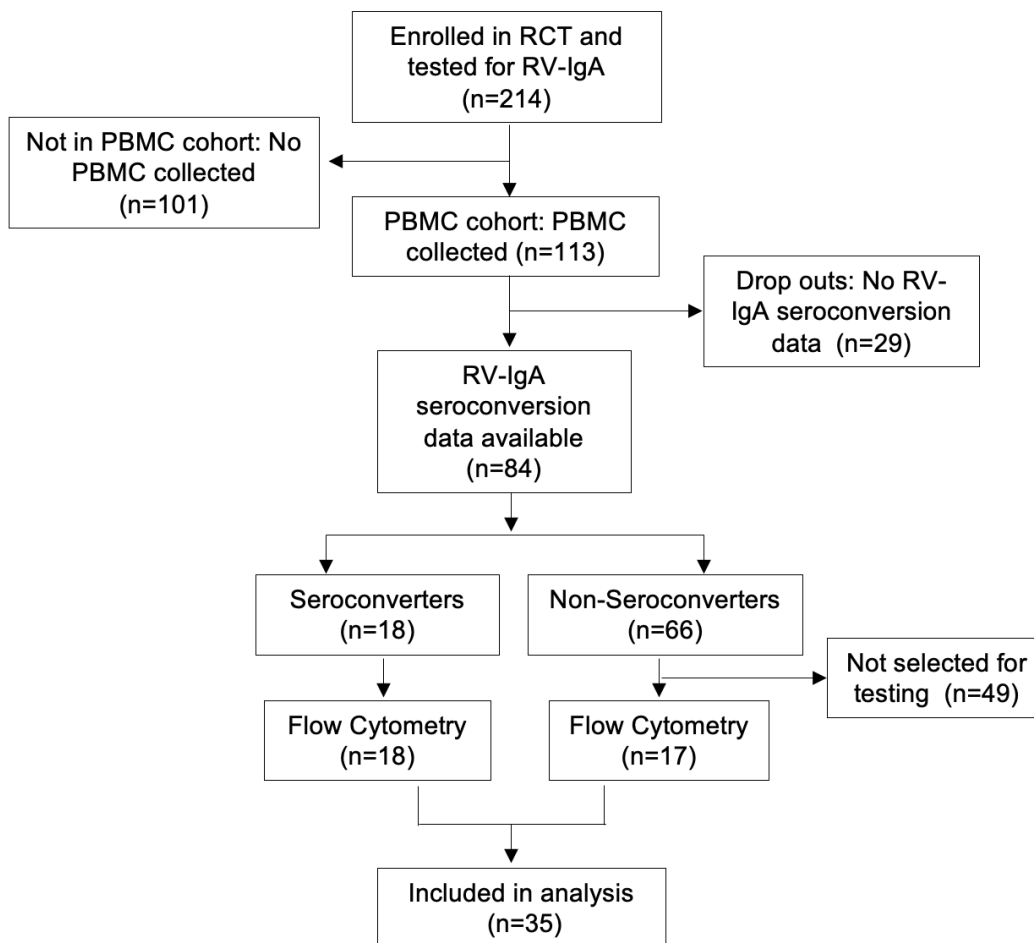 Enrolled in RCT and
tested for RV-IgA
(n=214)
Not in PBMC cohort: No
PBMC collected
(n=101)
PBMC cohort: PBMC
collected (n=113)
Drop outs: No RV-
IgA seroconversion
data (n=29)
RV-IgA
seroconversion
data available
(n=84)
Seroconverters
(n=18)
Non-Seroconverters
(n=66)
Not selected for
testing (n=49)
Flow Cytometry
(n=18)
Flow Cytometry
(n=17)
Included in analysis
(n=35)